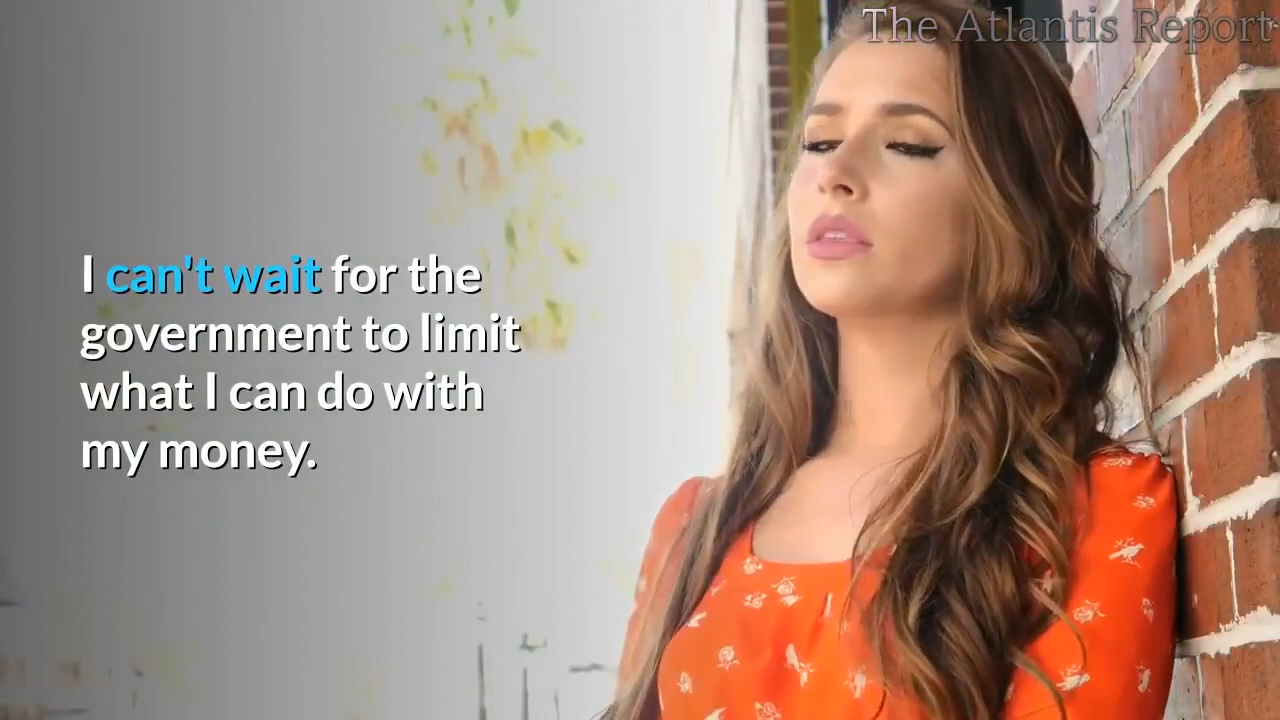 The Atlantis Report
I can't wait for the
government to limit
what I can do with
my money.